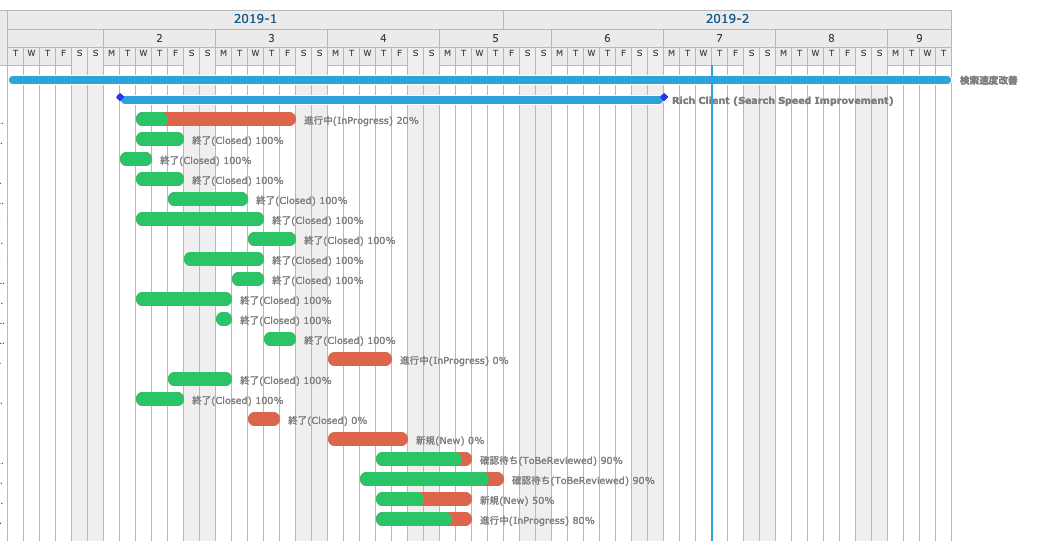 2019-1 2019-2
2 3 4 5 6 7 8 9
T W T F S S M T W T F S S M T W T F S S M T W T F S S M T W T F S S M T W T F S S M T W T F S S M T W T F S S M T W T
検索速度改善
Rich Client (Search Speed Improvement)
進行中(InProgress) 20%
終了(Closed) 100%
終了(Closed) 100%
終了(Closed) 100%
終了(Closed) 100%
終了(Closed) 100%
終了(Closed) 100%
終了(Closed) 100%
終了(Closed) 100%
終了(Closed) 100%
終了(Closed) 100%
終了(Closed) 100%
進行中(InProgress) 0%
終了(Closed) 100%
終了(Closed) 100%
終了(Closed) 0%
新規(New) 0%
確認待ち(ToBeReviewed) 90%
確認待ち(ToBeReviewed) 90%
新規(New) 50%
進行中(InProgress) 80%